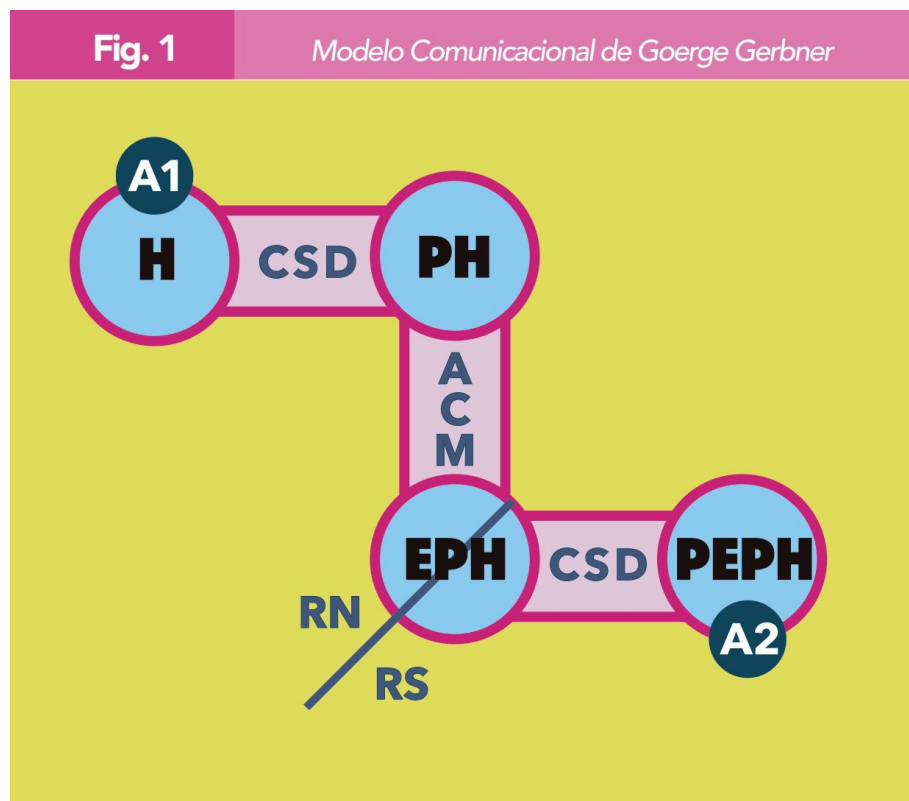 Fig. 1
Modelo Comunicacional de Goerge Gerbner
A1
H
CSD
PH
A
C
M
EPH
CSD
PEPH
RN
RS
A2